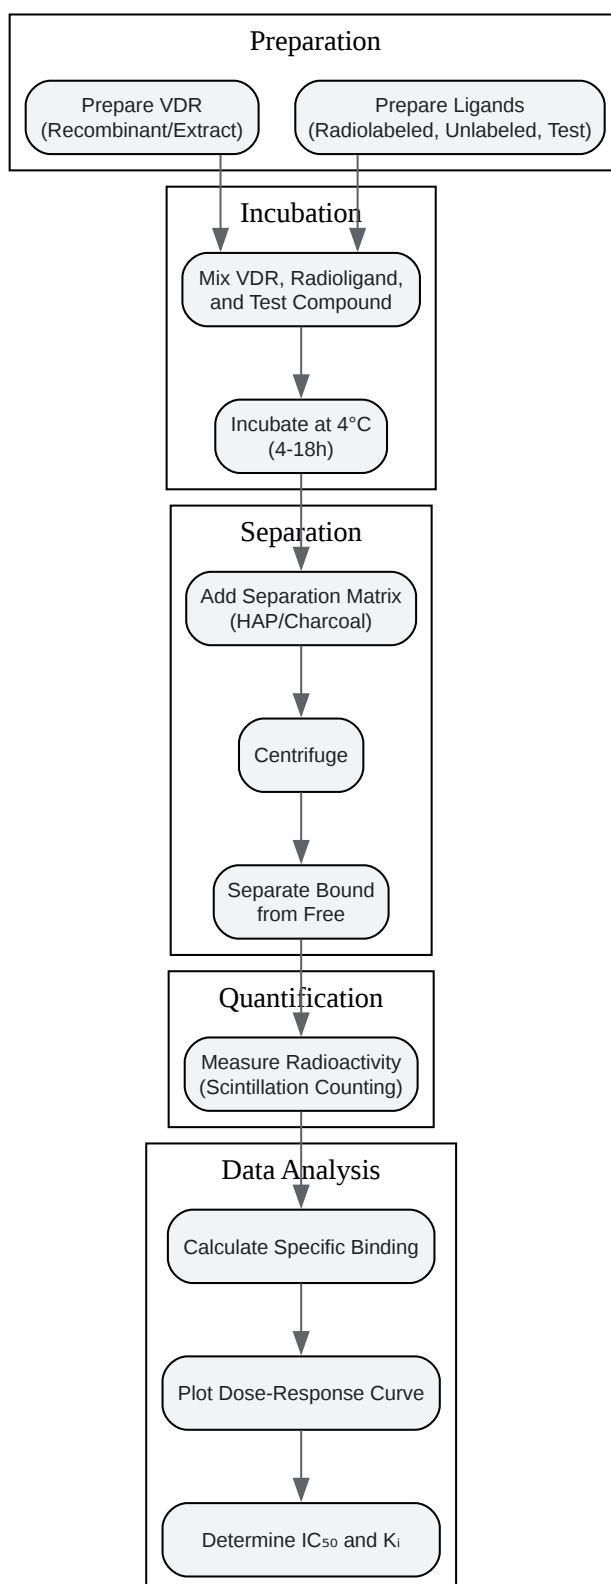 Preparation
Prepare VDR
(Recombinant/Extract)
Prepare Ligands
(Radiolabeled, Unlabeled, Test)
Incubation
Mix VDR, Radioligand,
and Test Compound
Incubate at 4°C
(4-18h)
Separation
Add Separation Matrix
(HAP/Charcoal)
Centrifuge
Separate Bound
from Free
Quantification
Measure Radioactivity
(Scintillation Counting)
Data Analysis
Calculate Specific Binding
Plot Dose-Response Curve
Determine IC₅₀ and Kᵢ